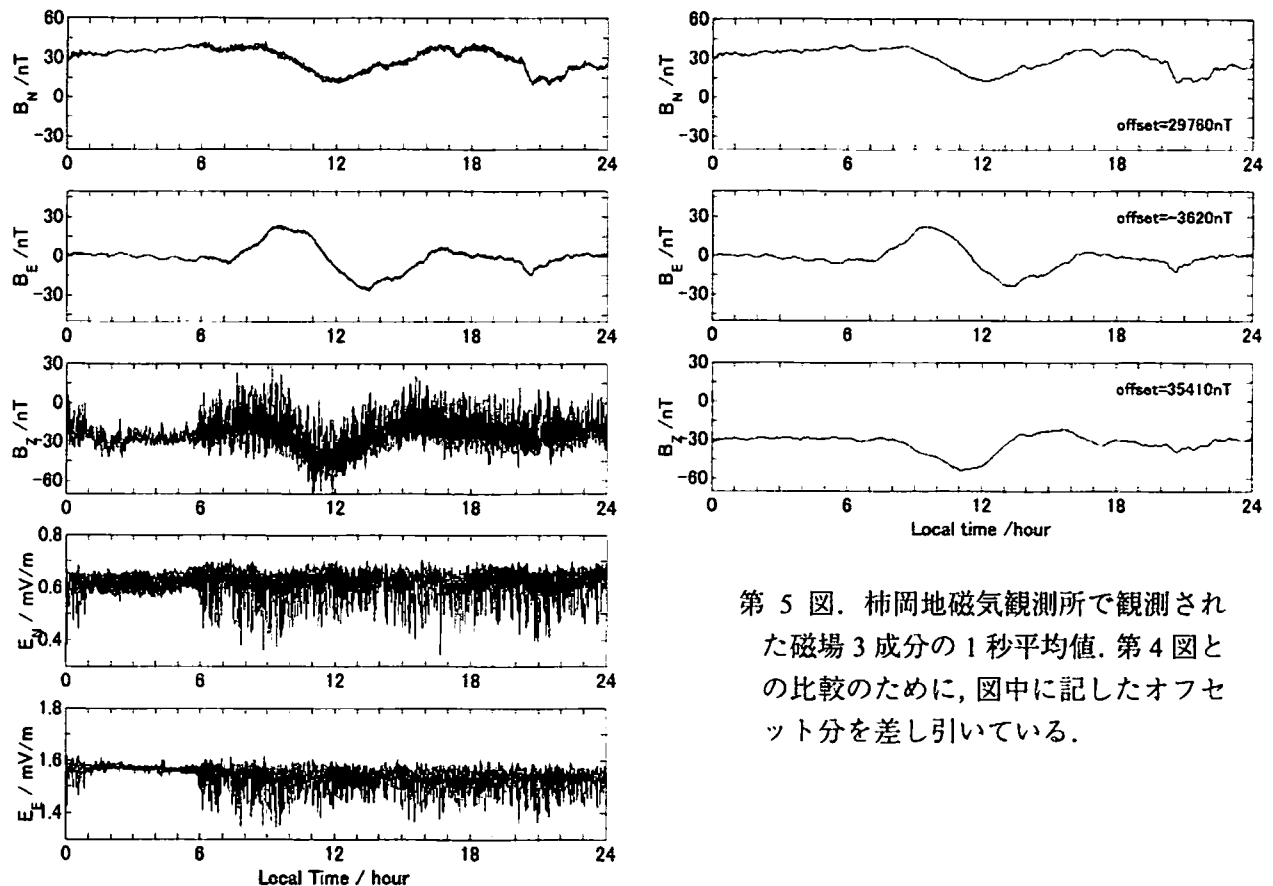 60
30
0
-30
B_N /nT
0 6 12 18 24
30
0
-30
B_E /nT
0 6 12 18 24
30
0
-30
-60
B_Z /nT
0 6 12 18 24
0.8
0.6
0.4
E_N / mV/m
0 6 12 18 24
1.8
1.6
1.4
E_E / mV/m
0 6 12 18 24
Local Time / hour
60
30
0
-30
B_N /nT
offset=29760nT
0 6 12 18 24
30
0
-30
B_E /nT
offset=-3620nT
0 6 12 18 24
30
0
-30
-60
B_Z /nT
offset=35410nT
0 6 12 18 24
Local time /hour
第 5 図. 柿岡地磁気観測所で観測され
た磁場 3 成分の 1 秒平均値. 第 4 図と
の比較のために, 図中に記したオフセ
ット分を差し引いている.